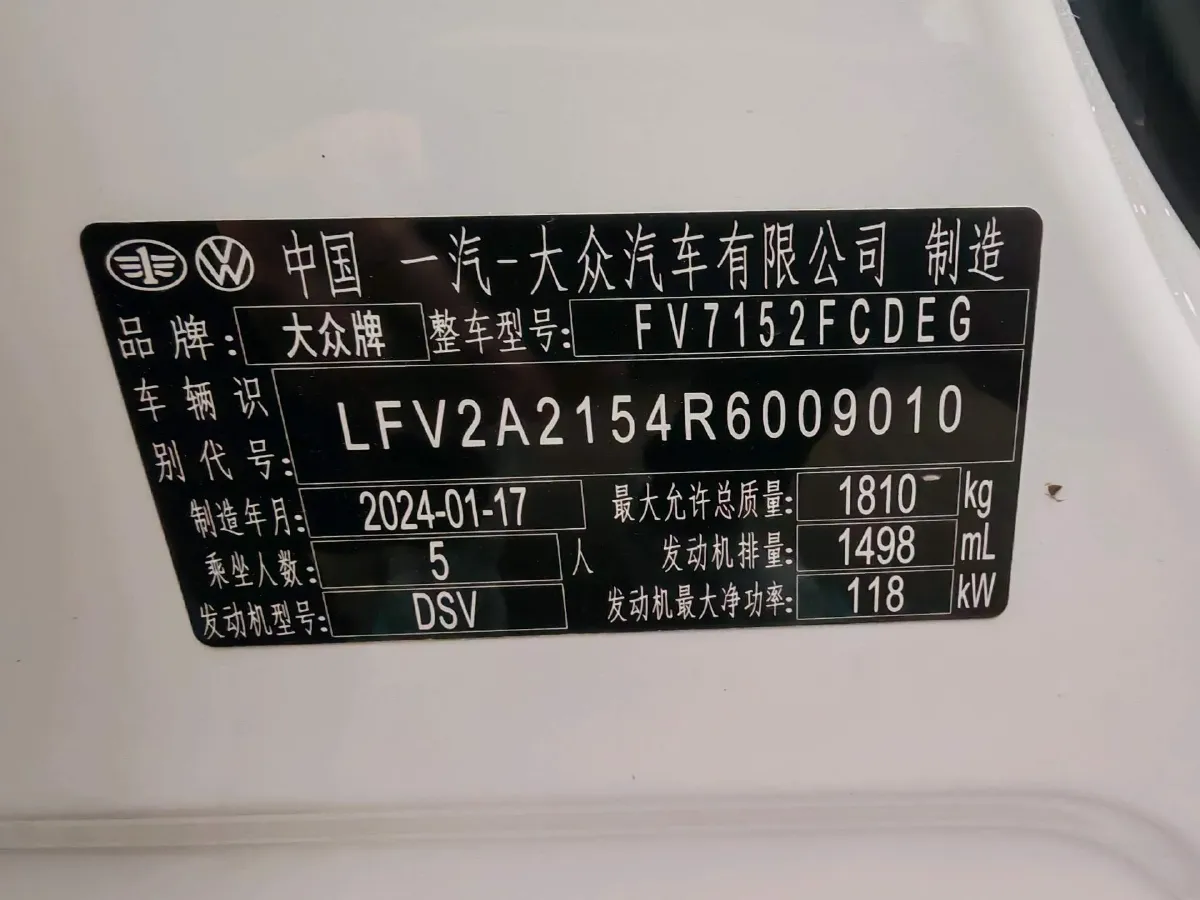 中国 一汽-大众汽车有限公司 制造
品牌: 大众牌 整车型号: FV7152FCDEG
车辆识别代号: LFV2A2154R6009010
制造年月: 2024-01-17 最大允许总质量: 1810 kg
乘坐人数: 5 人 发动机排量: 1498 mL
发动机型号: DSV 发动机最大净功率: 118 kW